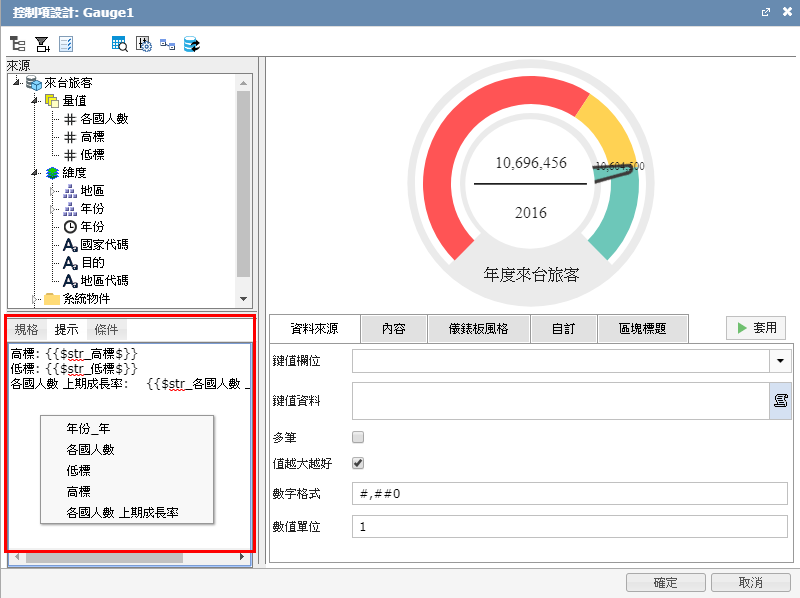 控制項設計: Gauge1
來源
來台旅客
量值
各國人數
高標
低標
維度
地區
年份
年份
國家代碼
目的
地區代碼
系統物件
規格 提示 條件
高標: {{$str_高標$}}
低標: {{$str_低標$}}
各國人數 上期成長率: {{$str_各國人數 _
年份_年
各國人數
低標
高標
各國人數 上期成長率
10,696,456
10,604,500
2016
年度來台旅客
資料來源 內容 儀錶板風格 自訂 區塊標題 套用
鍵值欄位
鍵值資料
多筆
值越大越好
數字格式 #,##0
數值單位 1
確定 取消